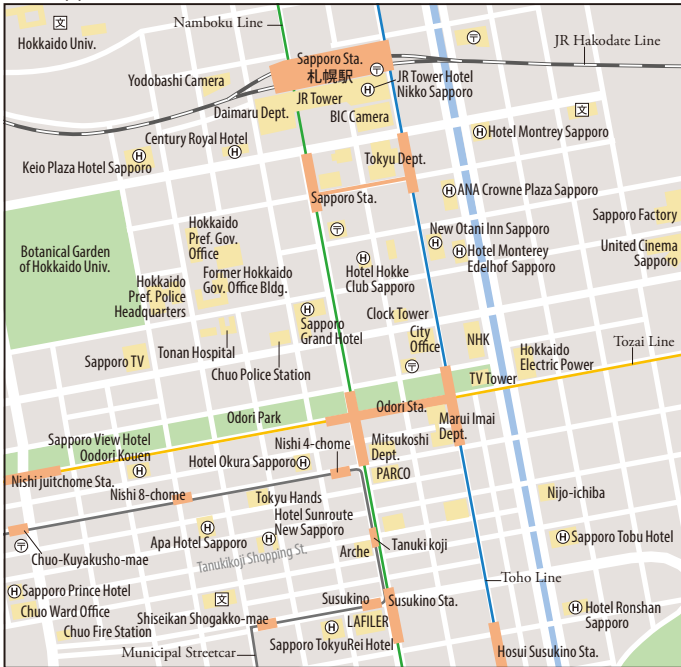 Namboku Line
文
Hokkaido Univ.
〒
JR Hakodate Line
Sapporo Sta.
札幌駅
〒
Yodobashi Camera
H
JR Tower Hotel
Nikko Sapporo
JR Tower
Daimaru Dept.
BIC Camera
文
Century Royal Hotel
H
H Hotel Montrey Sapporo
H
Keio Plaza Hotel Sapporo
Tokyu Dept.
Sapporo Sta.
H ANA Crowne Plaza Sapporo
Sapporo Factory
〒
New Otani Inn Sapporo
H
Hokkaido
Pref. Gov.
Office
Botanical Garden
of Hokkaido Univ.
H
H Hotel Monterey
Edelhof Sapporo
United Cinema
Sapporo
Former Hokkaido
Gov. Office Bldg.
Hotel Hokke
Club Sapporo
Hokkaido
Pref. Police
Headquarters
H
Sapporo
Grand Hotel
Clock Tower
City
Office
NHK
Tozai Line
Sapporo TV
Tonan Hospital
Chuo Police Station
〒
Hokkaido
Electric Power
TV Tower
Odori Park
Odori Sta.
Marui Imai
Dept.
Sapporo View Hotel
Oodori Kouen
H
Nishi 4-chome
Mitsukoshi
Dept.
Hotel Okura Sapporo H
PARCO
Nishi juitchome Sta.
Nishi 8-chome
Tokyu Hands
Hotel Sunroute
New Sapporo
H
Nijo-ichiba
H
Apa Hotel Sapporo
H Sapporo Tobu Hotel
〒
Chuo-Kuyakusho-mae
Tanukikoji Shopping St.
Arche
Tanuki koji
Toho Line
H Sapporo Prince Hotel
Chuo Ward Office
文
Shiseikan Shogakko-mae
Chuo Fire Station
Susukino
Susukino Sta.
H Hotel Ronshan
Sapporo
LAFILER
H
Sapporo TokyuRei Hotel
Municipal Streetcar
Hosui Susukino Sta.